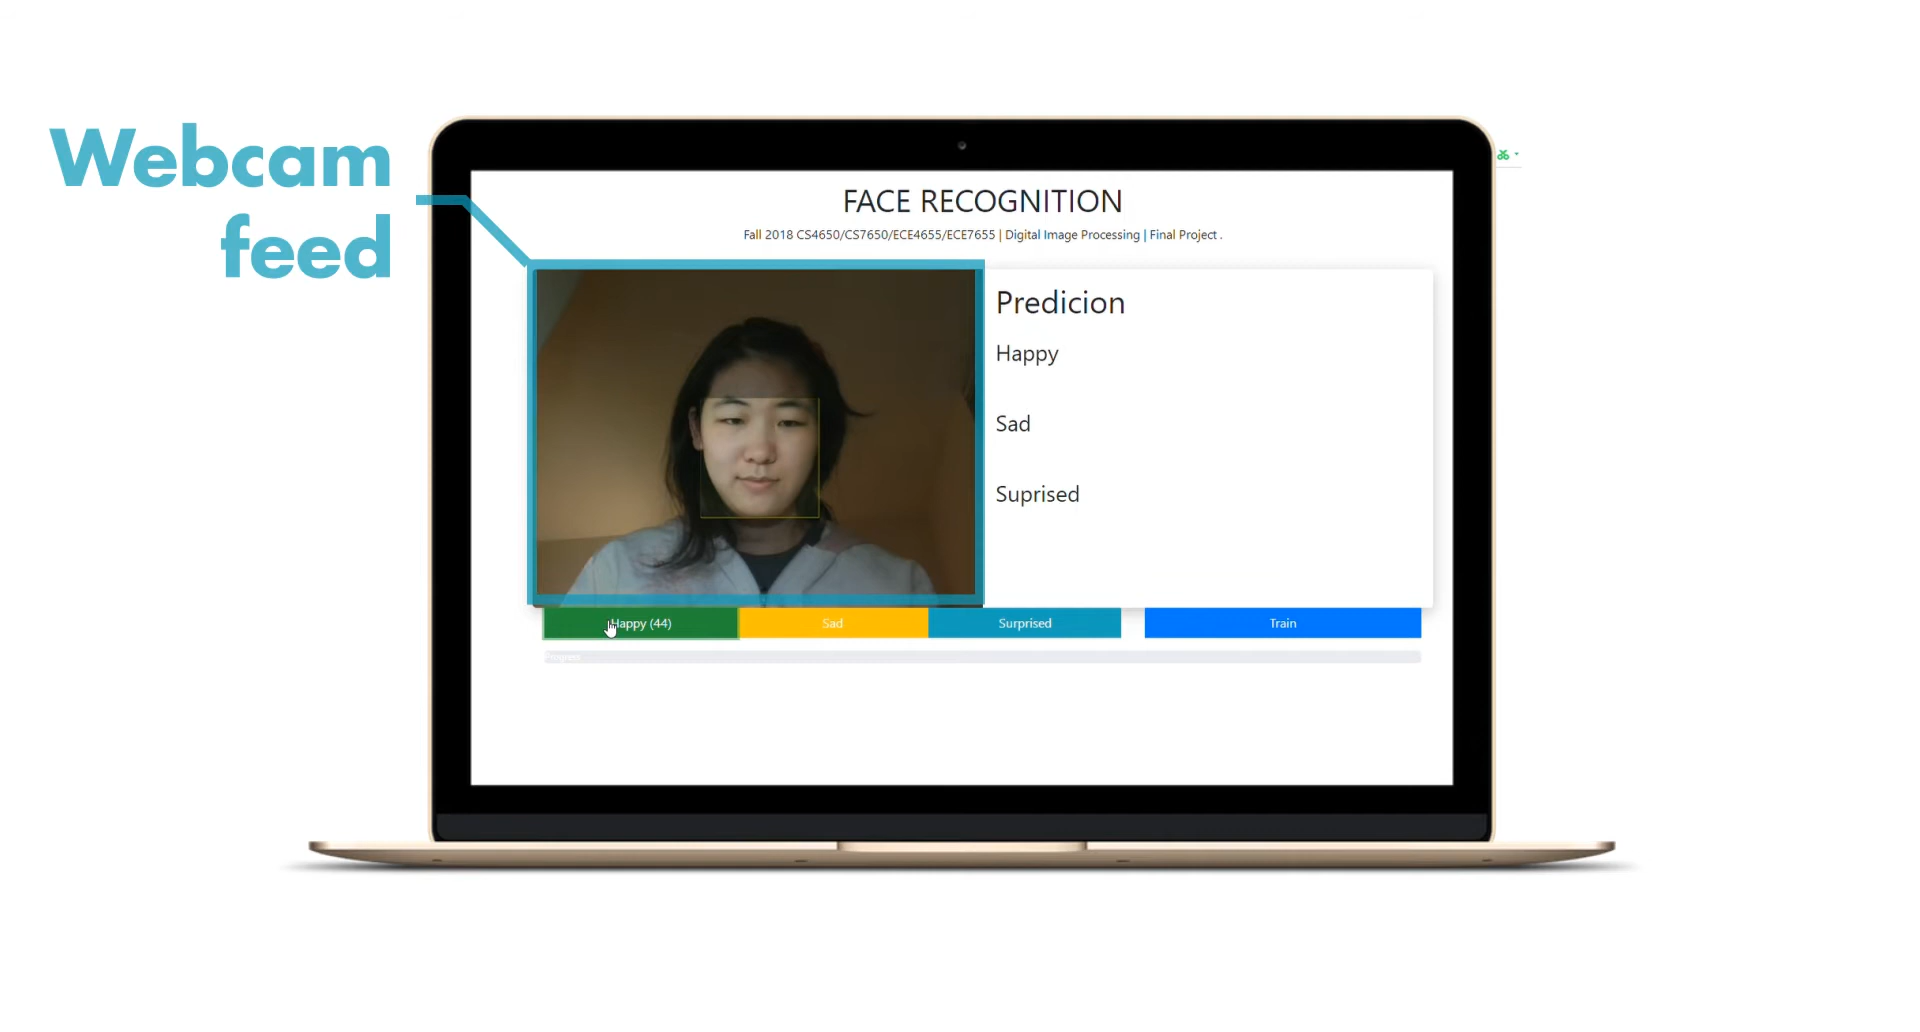 Webcam
feed
FACE RECOGNITION
Fall 2018 CS4650/CS7650/ECE4655/ECE7655 | Digital Image Processing | Final Project .
Predicion
Happy
Sad
Suprised
Happy (44)
Sad
Surprised
Train
Progress